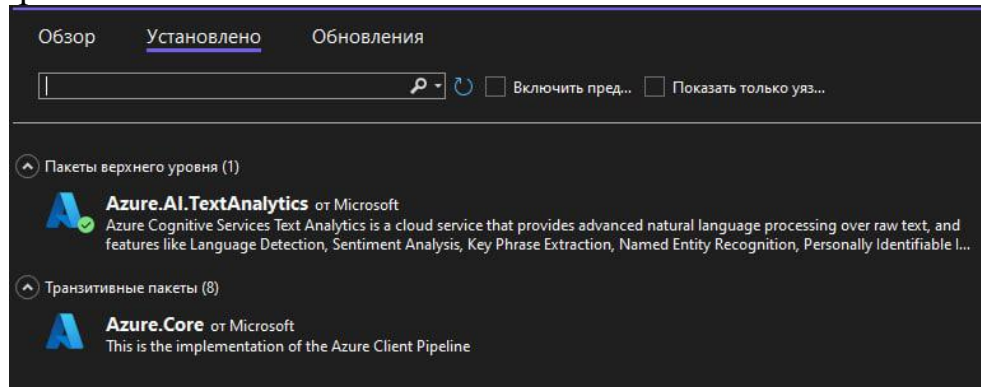 Обзор Установлено Обновления
Включить пред... Показать только уяз...
Пакеты верхнего уровня (1)
Azure.AI.TextAnalytics от Microsoft
Azure Cognitive Services Text Analytics is a cloud service that provides advanced natural language processing over raw text, and
features like Language Detection, Sentiment Analysis, Key Phrase Extraction, Named Entity Recognition, Personally Identifiable I...
Транзитивные пакеты (8)
Azure.Core от Microsoft
This is the implementation of the Azure Client Pipeline